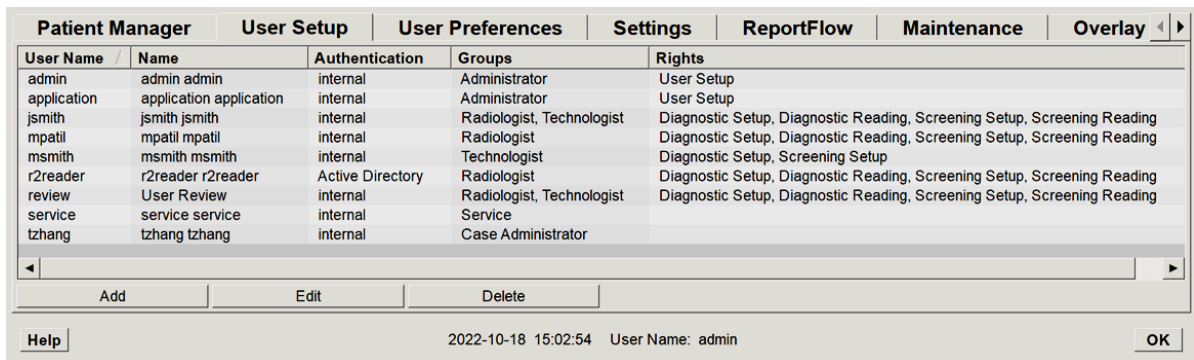 Patient Manager User Setup User Preferences Settings ReportFlow Maintenance Overlay
User Name Name Authentication Groups Rights
admin admin admin internal Administrator User Setup
application application application internal Administrator User Setup
jsmith jsmith jsmith internal Radiologist, Technologist Diagnostic Setup, Diagnostic Reading, Screening Setup, Screening Reading
mpatil mpatil mpatil internal Radiologist Diagnostic Setup, Diagnostic Reading, Screening Setup, Screening Reading
msmith msmith msmith internal Technologist Diagnostic Setup, Screening Setup
r2reader r2reader r2reader Active Directory Radiologist Diagnostic Setup, Diagnostic Reading, Screening Setup, Screening Reading
review User Review internal Radiologist, Technologist Diagnostic Setup, Diagnostic Reading, Screening Setup, Screening Reading
service service service internal Service
tzhang tzhang tzhang internal Case Administrator
Add Edit Delete
Help 2022-10-18 15:02:54 User Name: admin OK